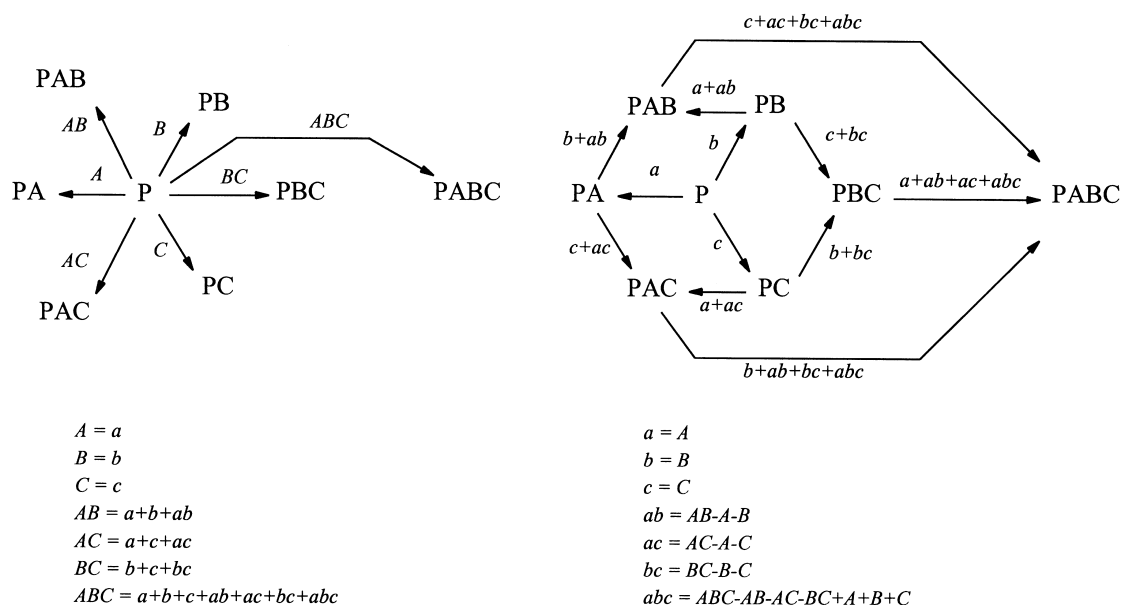 PAB
PB
AB
B
ABC
PA
A
P
BC
PBC
PABC
AC
C
PC
PAC
A = a
B = b
C = c
AB = a+b+ab
AC = a+c+ac
BC = b+c+bc
ABC = a+b+c+ab+ac+bc+abc
c+ac+bc+abc
PAB
a+ab
PB
b+ab
b
c+bc
PA
a
P
PBC
a+ab+ac+abc
PABC
c+ac
c
b+bc
PAC
a+ac
PC
b+ab+bc+abc
a = A
b = B
c = C
ab = AB-A-B
ac = AC-A-C
bc = BC-B-C
abc = ABC-AB-AC-BC+A+B+C